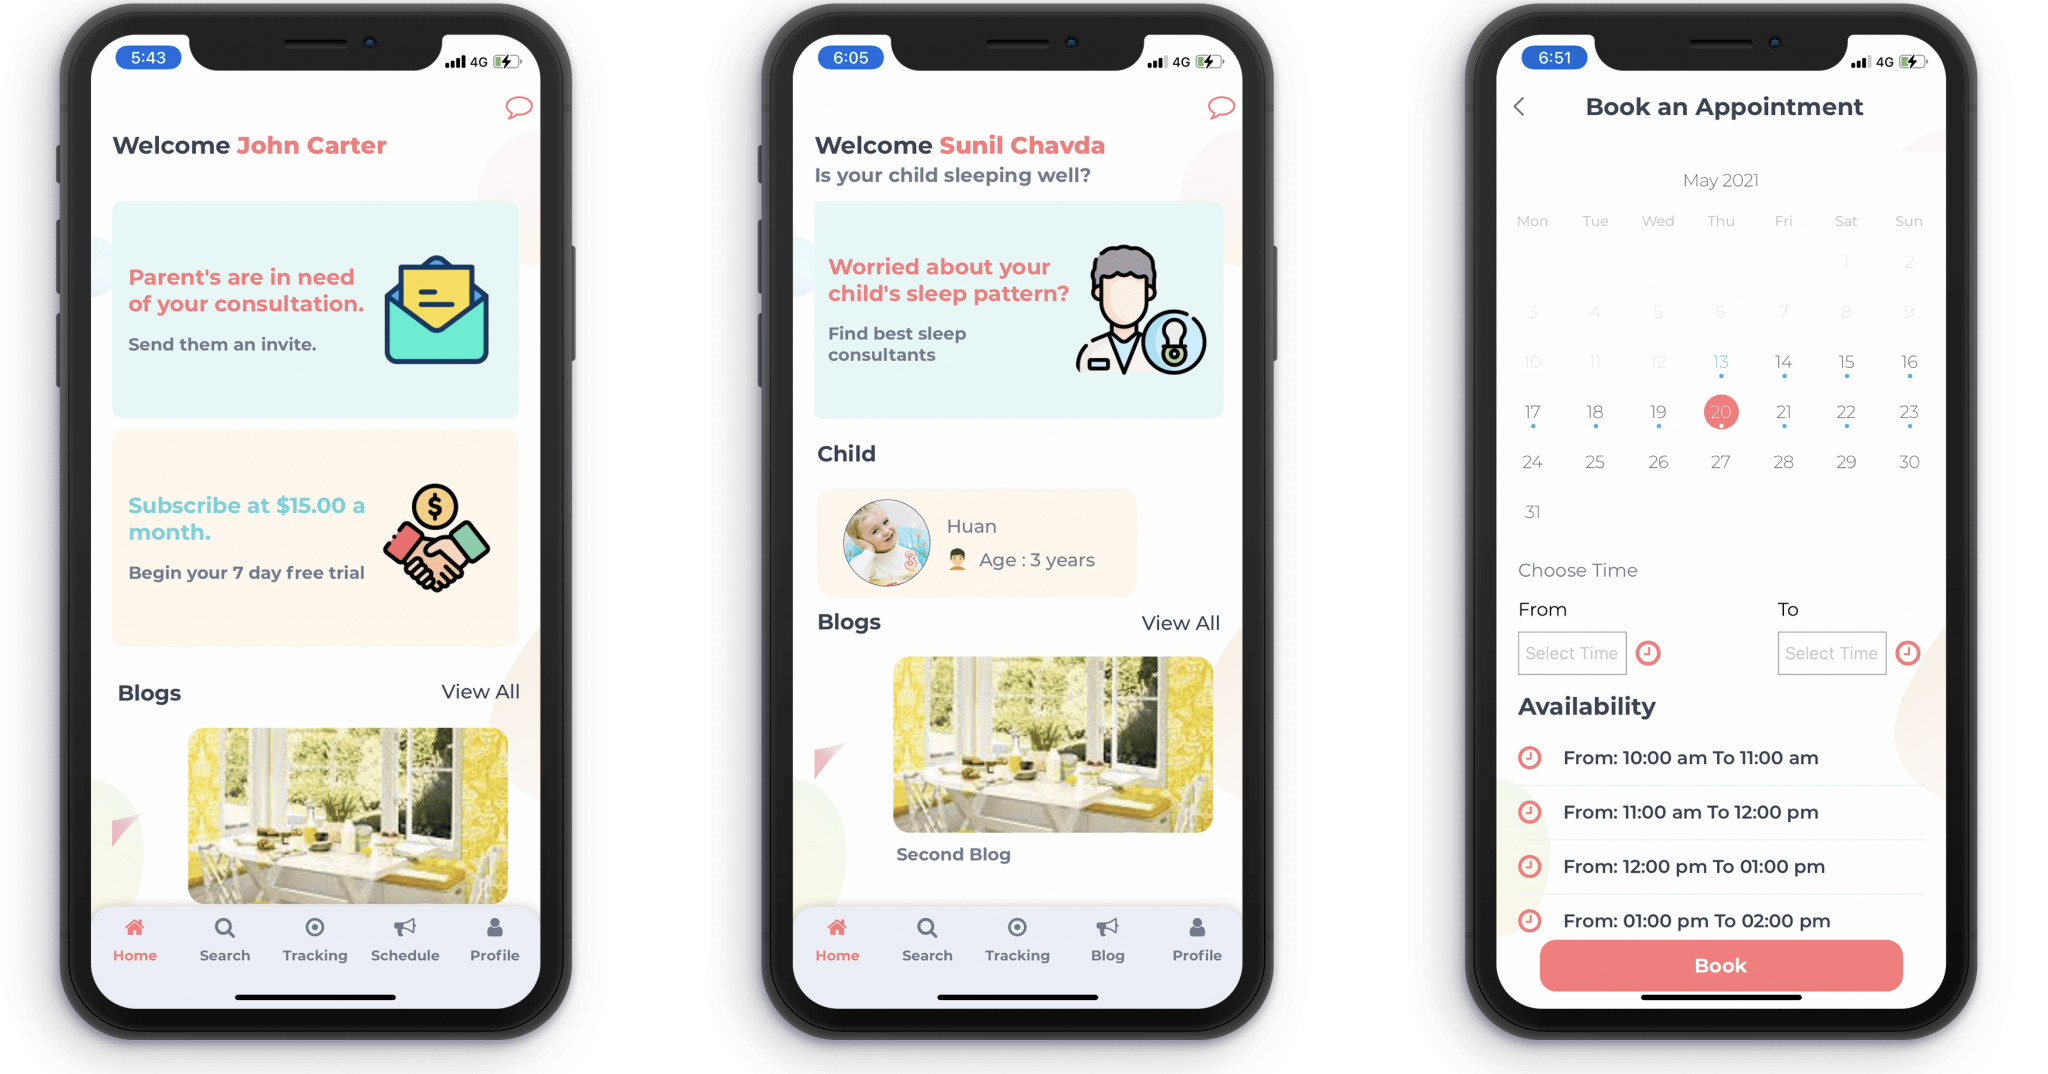 5:43
4G
Welcome John Carter
Parent's are in need
of your consultation.
Send them an invite.
Subscribe at $15.00 a
month.
Begin your 7 day free trial
Blogs View All
Home Search Tracking Schedule Profile
6:05
4G
Welcome Sunil Chavda
Is your child sleeping well?
Worried about your
child's sleep pattern?
Find best sleep
consultants
Child
Huan
Age : 3 years
Blogs View All
Second Blog
Home Search Tracking Blog Profile
6:51
4G
Book an Appointment
May 2021
Mon Tue Wed Thu Fri Sat Sun
1 2
3 4 5 6 7 8 9
10 11 12 13 14 15 16
17 18 19 20 21 22 23
24 25 26 27 28 29 30
31
Choose Time
From To
Select Time Select Time
Availability
From: 10:00 am To 11:00 am
From: 11:00 am To 12:00 pm
From: 12:00 pm To 01:00 pm
From: 01:00 pm To 02:00 pm
Book